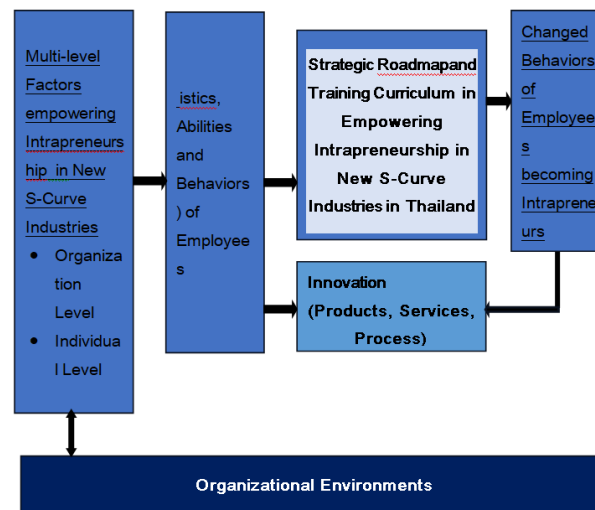 Multi-level
Factors
empowering
Intrapreneurs
hip in New
S-Curve
Industries
• Organiza
tion
Level
• Individua
l Level
istics,
Abilities
and
Behaviors
) of
Employee
s
Strategic Roadmapand
Training Curriculum in
Empowering
Intrapreneurship in
New S-Curve
Industries in Thailand
Innovation
(Products, Services,
Process)
Changed
Behaviors
of
Employee
s
becoming
Intraprene
urs
Organizational Environments